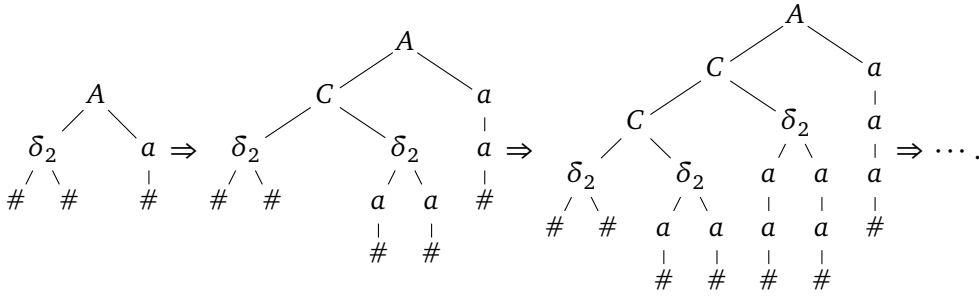 A
δ₂ a
# # #
⇒
A
C a
δ₂ δ₂ a
# # a a #
# #
⇒
A
C a
C δ₂ a
δ₂ δ₂ a a a
# # a a a a #
# # # #
⇒ ··· .